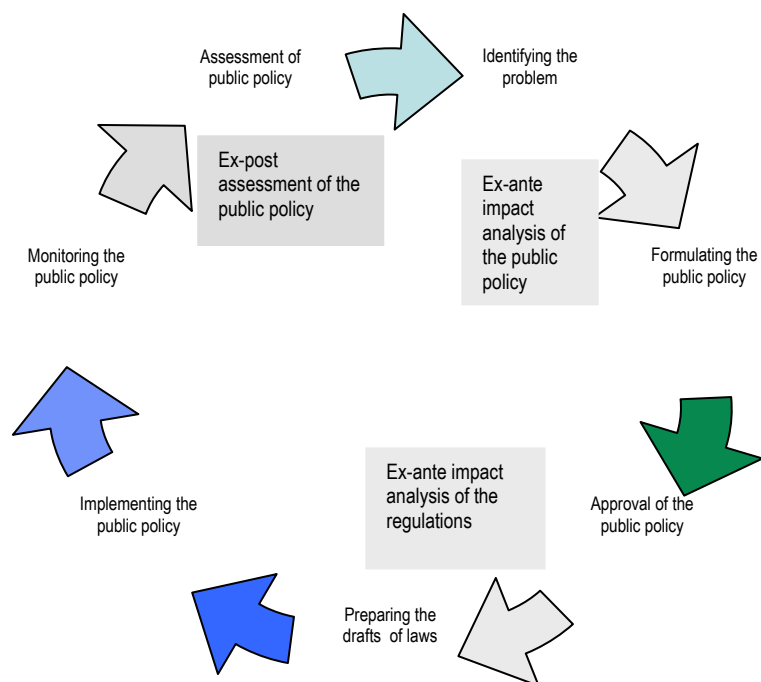 Assessment of
public policy
Identifying the
problem
Ex-post
assessment of the
public policy
Ex-ante
impact
analysis of
the public
policy
Monitoring the
public policy
Formulating the
public policy
Ex-ante impact
analysis of the
regulations
Implementing the
public policy
Approval of the
public policy
Preparing the
drafts of laws